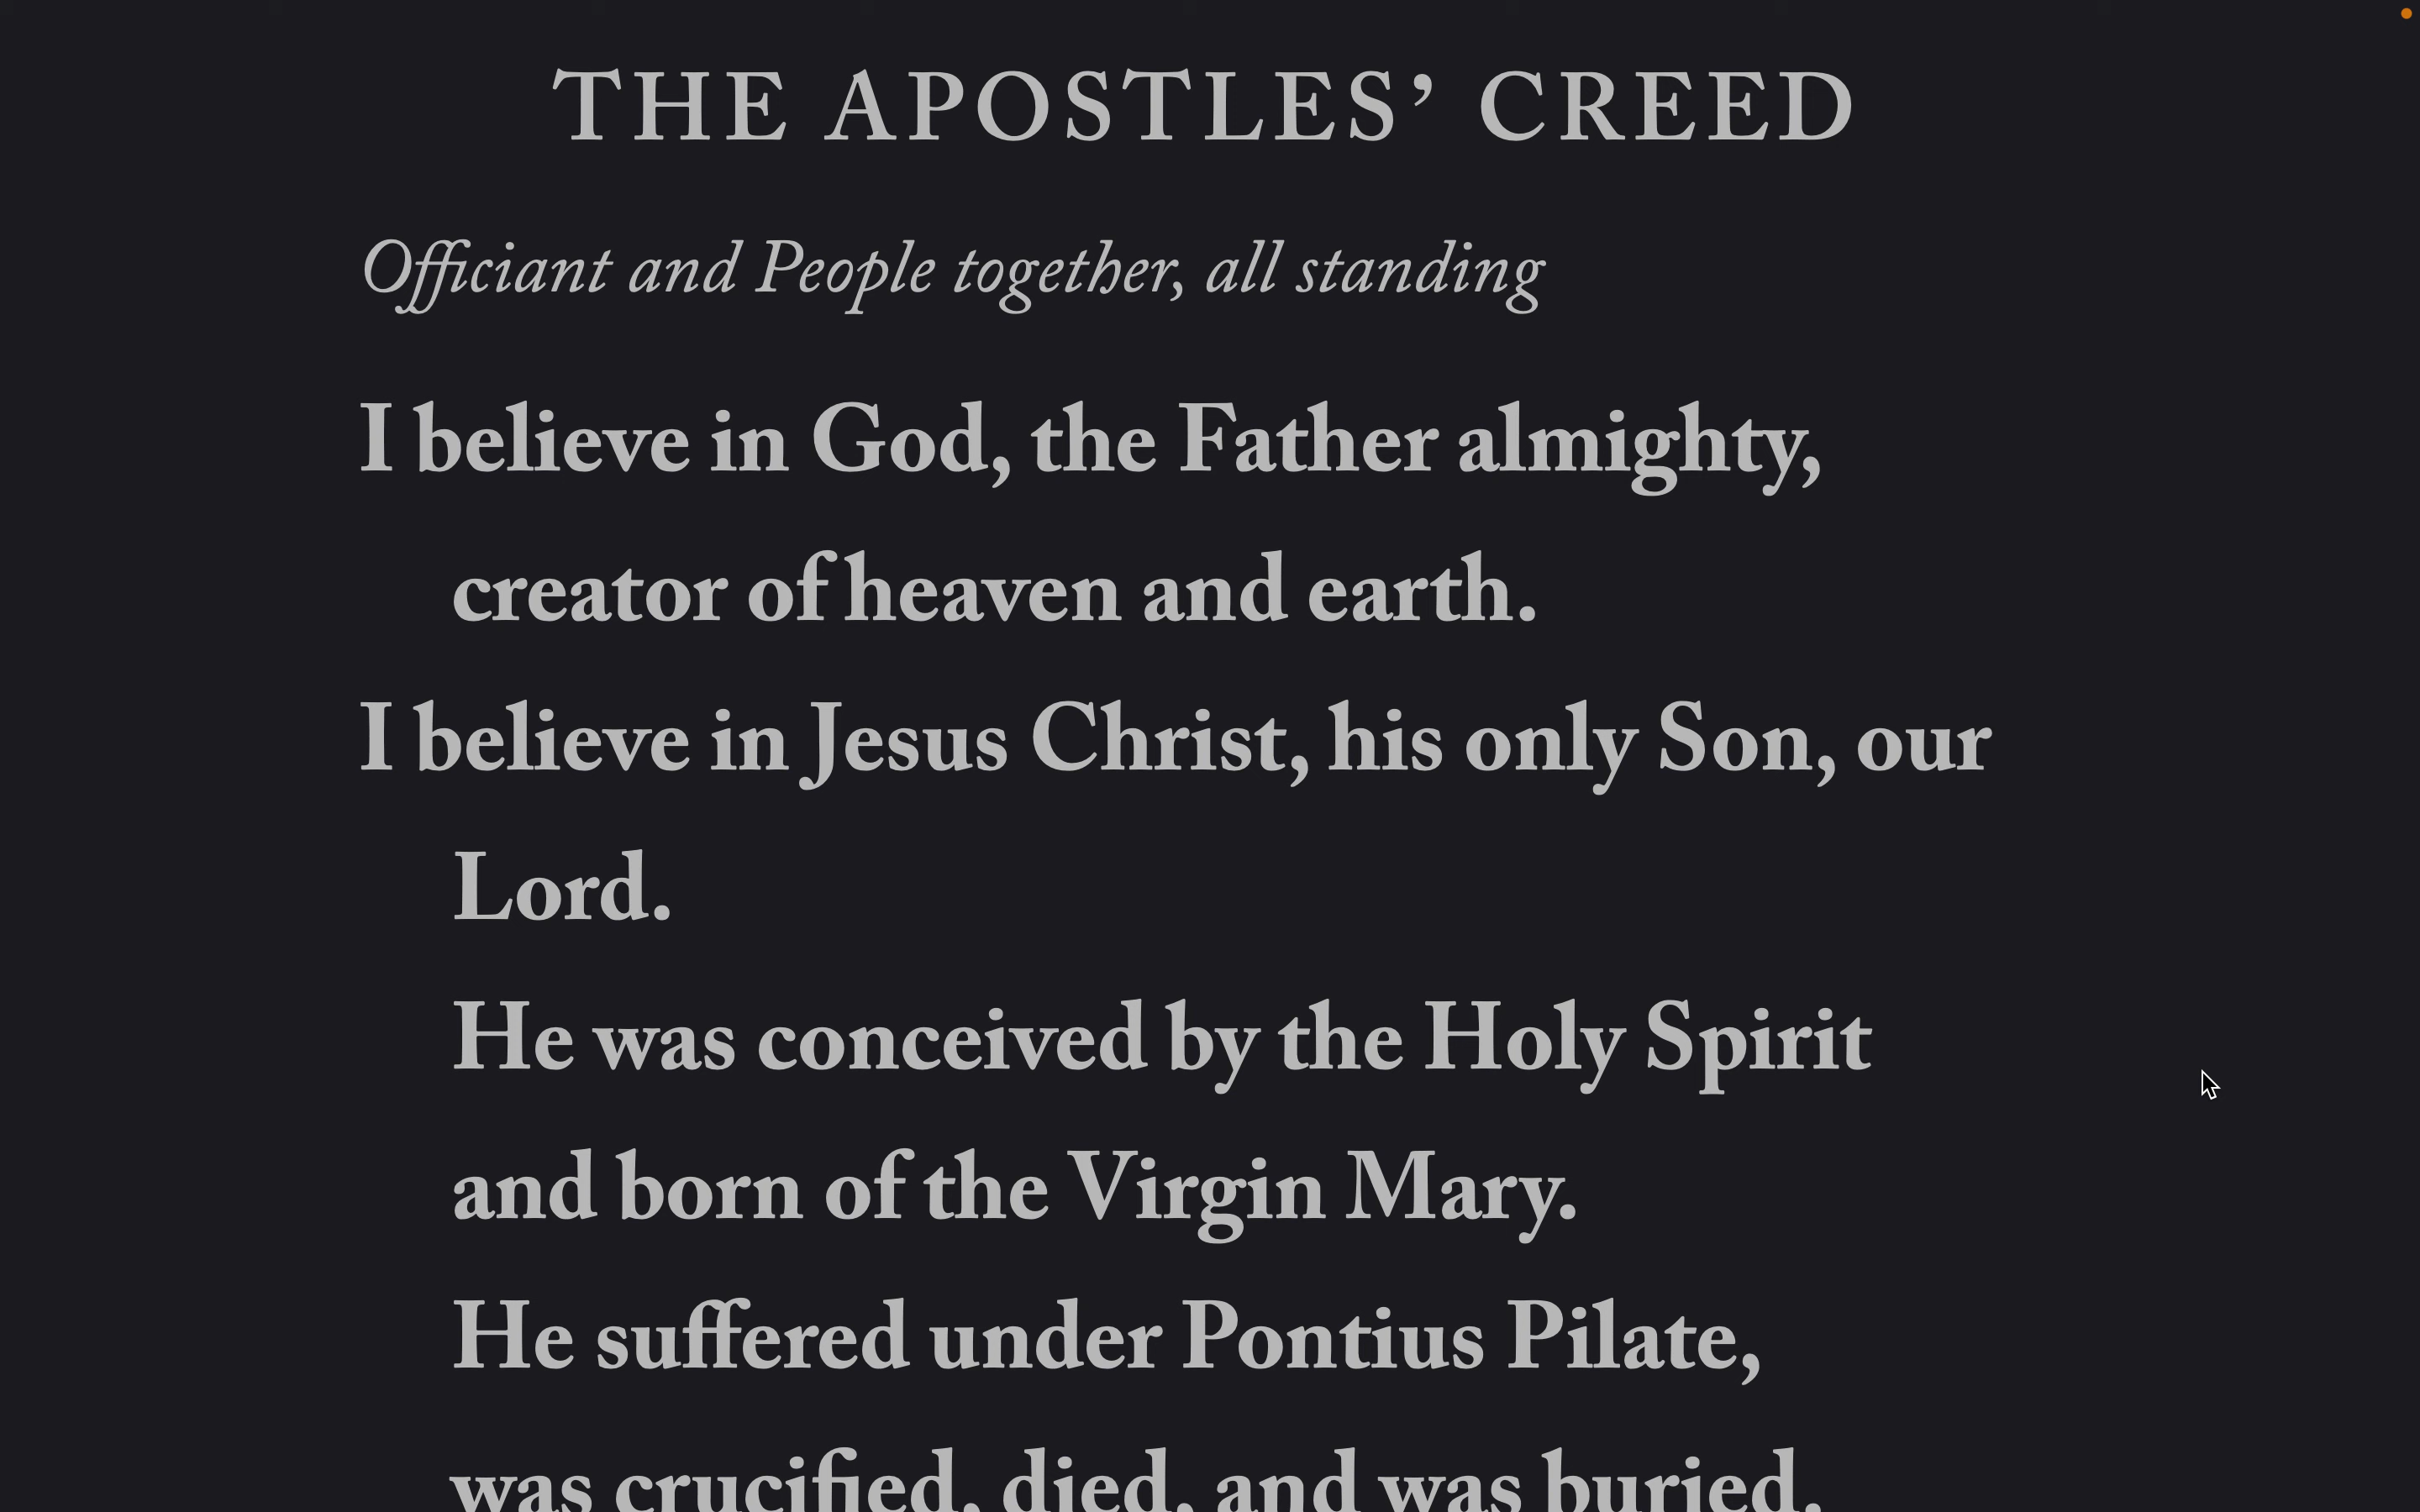 THE APOSTLES’ CREED
Officiant and People together, all standing
I believe in God, the Father almighty,
creator of heaven and earth.
I believe in Jesus Christ, his only Son, our
Lord.
He was conceived by the Holy Spirit
and born of the Virgin Mary.
He suffered under Pontius Pilate,
was crucified, died, and was buried.